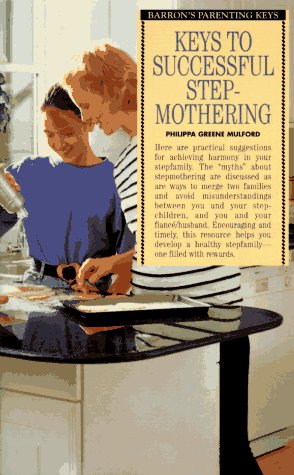 BARRON'S PARENTING KEYS
KEYS TO
SUCCESSFUL
STEP-
MOTHERING
PHILIPPA GREENE MULFORD
Here are practical suggestions
for achieving harmony in your
stepfamily. The "myths" about
stepmothering are discussed as
are ways to merge two families
and avoid misunderstandings
between you and your step-
children, and you and your
fiancé/husband. Encouraging and
timely, this resource helps you
develop a healthy stepfamily—
one filled with rewards.